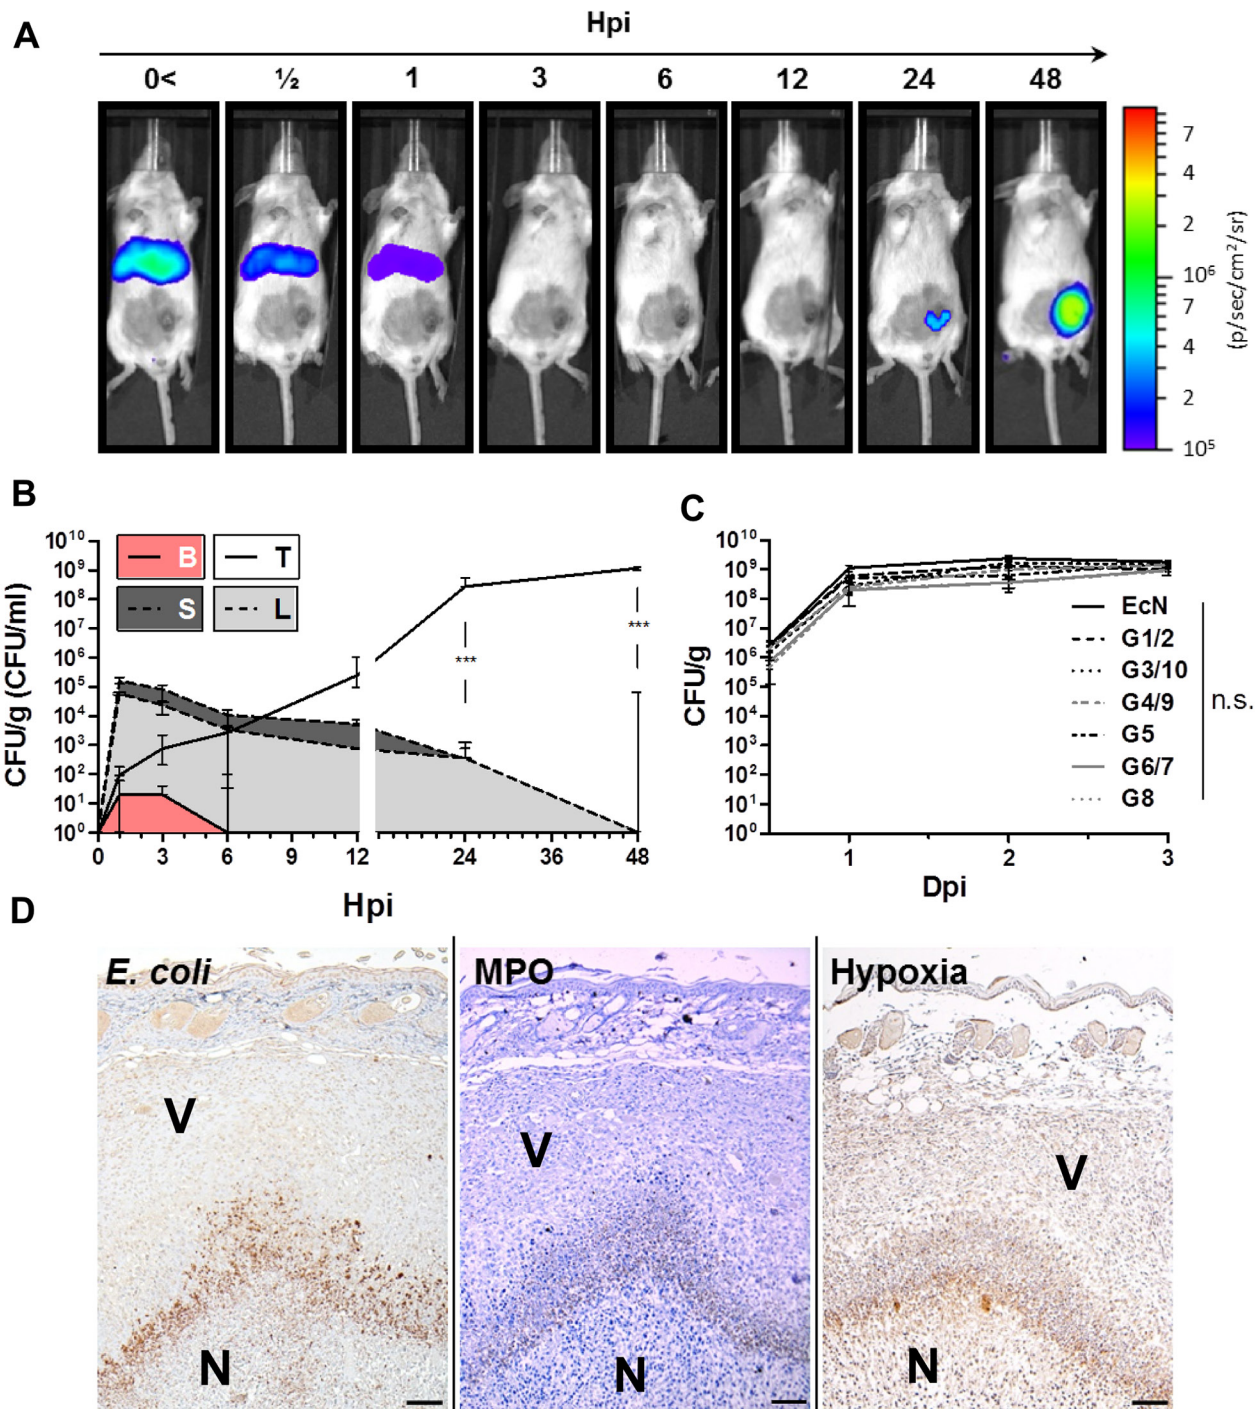 A
Hpi
0< ½ 1 3 6 12 24 48
7
4
2
10⁶
7
4
2
10⁵
(p/sec/cm²/sr)
B
CFU/g (CFU/ml)
10¹⁰
10⁹
10⁸
10⁷
10⁶
10⁵
10⁴
10³
10²
10¹
10⁰
B T
S L
*** ***
0 3 6 9 12 24 36 48
Hpi
C
CFU/g
10¹⁰
10⁹
10⁸
10⁷
10⁶
10⁵
10⁴
10³
10²
10¹
10⁰
EcN
G1/2
G3/10
G4/9
G5
G6/7
G8
n.s.
1 2 3
Dpi
D
E. coli MPO Hypoxia
V V V
N N N